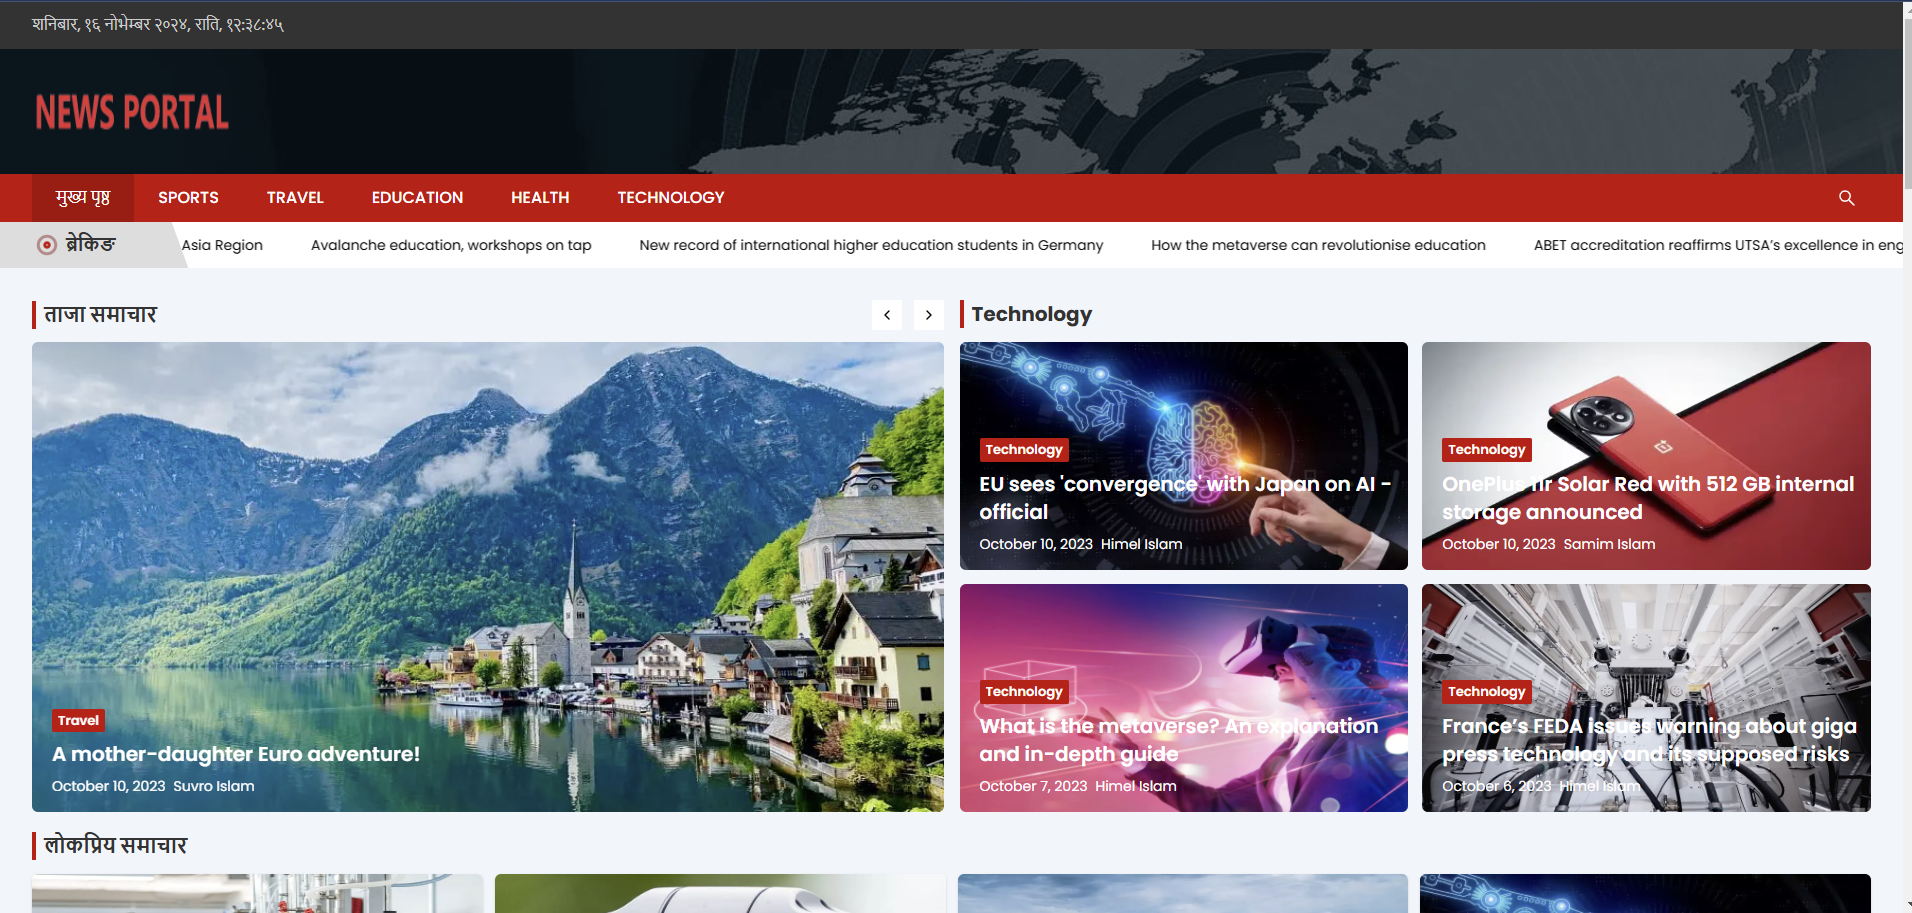 शनिबार, १६ नोभेम्बर २०२४, राति, १२:३८:४५
NEWS PORTAL
मुख्य पृष्ठ SPORTS TRAVEL EDUCATION HEALTH TECHNOLOGY
ब्रेकिङ Asia Region Avalanche education, workshops on tap New record of international higher education students in Germany How the metaverse can revolutionise education ABET accreditation reaffirms UTSA's excellence in eng
ताजा समाचार
Travel
A mother-daughter Euro adventure!
October 10, 2023 Suvro Islam
Technology
Technology
EU sees 'convergence' with Japan on AI -
official
October 10, 2023 Himel Islam
Technology
OnePlus 11r Solar Red with 512 GB internal
storage announced
October 10, 2023 Samim Islam
Technology
What is the metaverse? An explanation
and in-depth guide
October 7, 2023 Himel Islam
Technology
France's FEDA issues warning about giga
press technology and its supposed risks
October 6, 2023 Himel Islam
लोकप्रिय समाचार